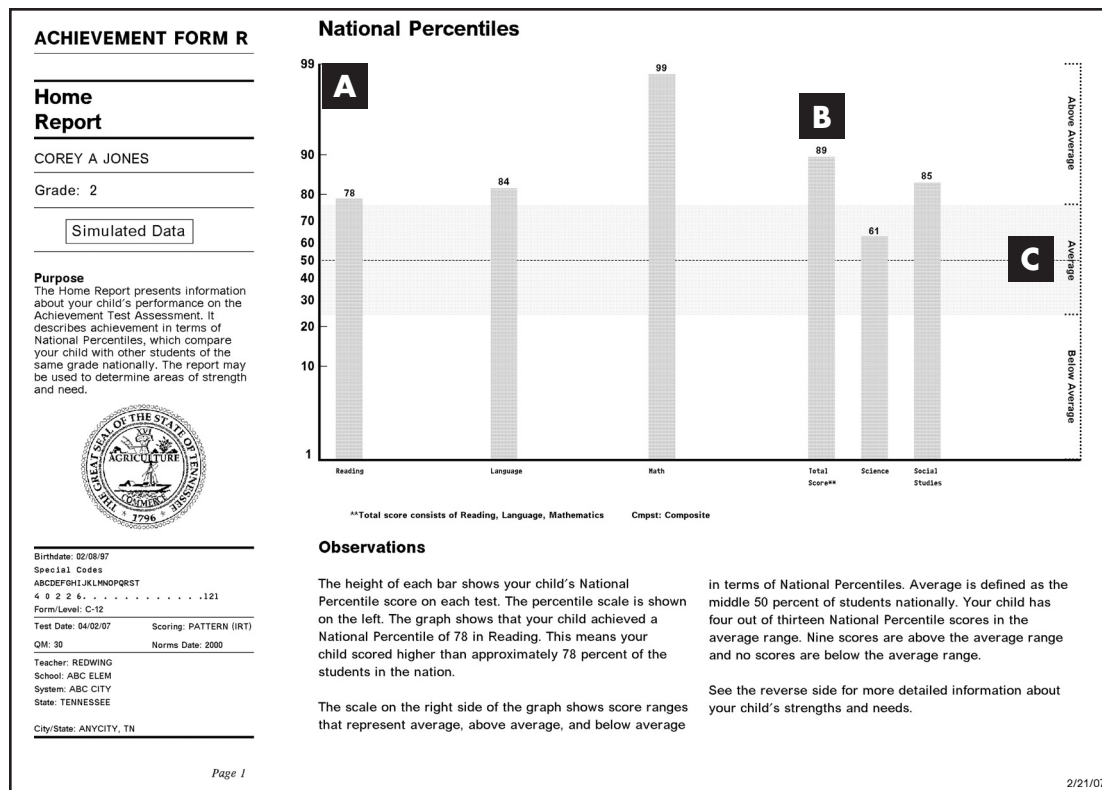 ACHIEVEMENT FORM R
Home
Report
COREY A JONES
Grade: 2
Simulated Data
Purpose
The Home Report presents information
about your child's performance on the
Achievement Test Assessment. It
describes achievement in terms of
National Percentiles, which compare
your child with other students of the
same grade nationally. The report may
be used to determine areas of strength
and need.
THE GREAT SEAL OF THE STATE OF TENNESSEE
XVI
AGRICULTURE
COMMERCE
1796
Birthdate: 02/08/97
Special Codes
ABCDEFGHIJKLMNOPQRST
4 0 2 2 6. . . . . . . . . . . .121
Form/Level: C-12
Test Date: 04/02/07 Scoring: PATTERN (IRT)
QM: 30 Norms Date: 2000
Teacher: REDWING
School: ABC ELEM
System: ABC CITY
State: TENNESSEE
City/State: ANYCITY, TN
Page 1
National Percentiles
99
90
80
70
60
50
40
30
20
10
1
A
B
C
78
84
99
89
61
85
Above Average
Average
Below Average
Reading
Language
Math
Total
Score**
Science
Social
Studies
**Total score consists of Reading, Language, Mathematics Cmpst: Composite
Observations
The height of each bar shows your child's National
Percentile score on each test. The percentile scale is shown
on the left. The graph shows that your child achieved a
National Percentile of 78 in Reading. This means your
child scored higher than approximately 78 percent of the
students in the nation.
The scale on the right side of the graph shows score ranges
that represent average, above average, and below average
in terms of National Percentiles. Average is defined as the
middle 50 percent of students nationally. Your child has
four out of thirteen National Percentile scores in the
average range. Nine scores are above the average range
and no scores are below the average range.
See the reverse side for more detailed information about
your child's strengths and needs.
2/21/07